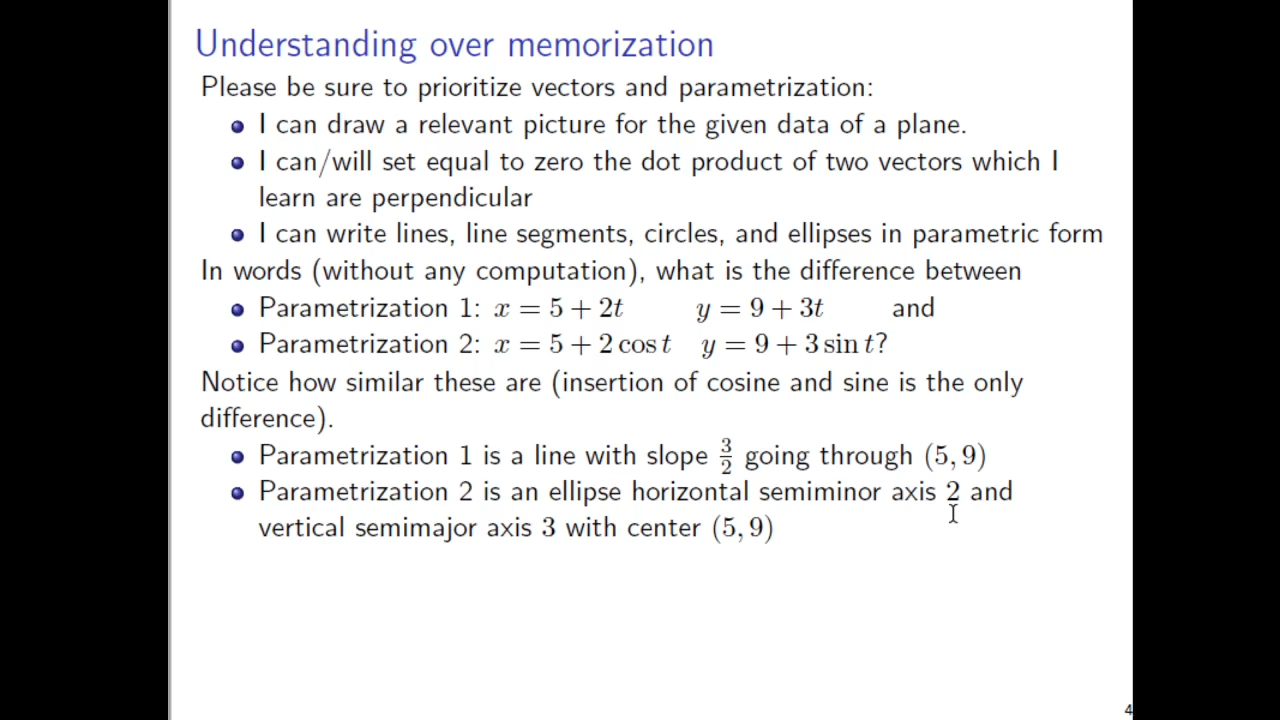 Understanding over memorization
Please be sure to prioritize vectors and parametrization:
I can draw a relevant picture for the given data of a plane.
I can/will set equal to zero the dot product of two vectors which I
learn are perpendicular
I can write lines, line segments, circles, and ellipses in parametric form
In words (without any computation), what is the difference between
Parametrization 1: x = 5 + 2t y = 9 + 3t and
Parametrization 2: x = 5 + 2 cos t y = 9 + 3 sin t?
Notice how similar these are (insertion of cosine and sine is the only
difference).
Parametrization 1 is a line with slope 3/2 going through (5, 9)
Parametrization 2 is an ellipse horizontal semiminor axis 2 and
vertical semimajor axis 3 with center (5, 9)
4